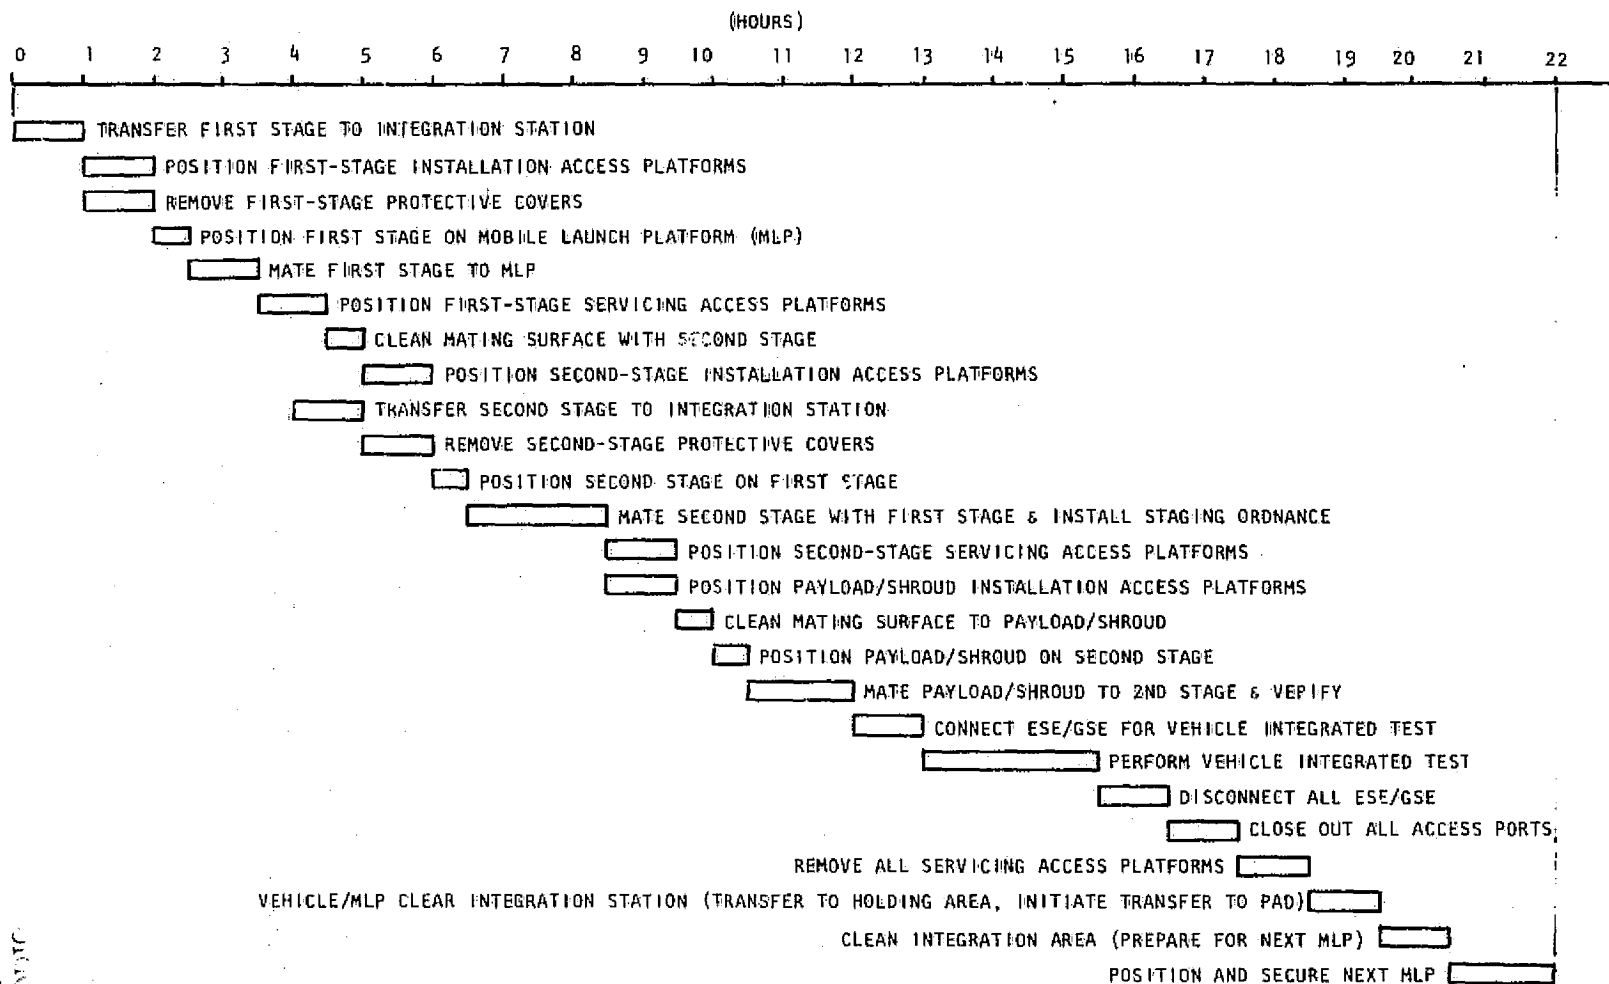 (HOURS)
0 1 2 3 4 5 6 7 8 9 10 11 12 13 14 15 16 17 18 19 20 21 22
TRANSFER FIRST STAGE TO INTEGRATION STATION
POSITION FIRST-STAGE INSTALLATION ACCESS PLATFORMS
REMOVE FIRST-STAGE PROTECTIVE COVERS
POSITION FIRST STAGE ON MOBILE LAUNCH PLATFORM (MLP)
MATE FIRST STAGE TO MLP
POSITION FIRST-STAGE SERVICING ACCESS PLATFORMS
CLEAN MATING SURFACE WITH SECOND STAGE
POSITION SECOND-STAGE INSTALLATION ACCESS PLATFORMS
TRANSFER SECOND STAGE TO INTEGRATION STATION
REMOVE SECOND-STAGE PROTECTIVE COVERS
POSITION SECOND STAGE ON FIRST STAGE
MATE SECOND STAGE WITH FIRST STAGE & INSTALL STAGING ORDNANCE
POSITION SECOND-STAGE SERVICING ACCESS PLATFORMS
POSITION PAYLOAD/SHROUD INSTALLATION ACCESS PLATFORMS
CLEAN MATING SURFACE TO PAYLOAD/SHROUD
POSITION PAYLOAD/SHROUD ON SECOND STAGE
MATE PAYLOAD/SHROUD TO 2ND STAGE & VEPIFY
CONNECT ESE/GSE FOR VEHICLE INTEGRATED TEST
PERFORM VEHICLE INTEGRATED TEST
DISCONNECT ALL ESE/GSE
CLOSE OUT ALL ACCESS PORTS
REMOVE ALL SERVICING ACCESS PLATFORMS
VEHICLE/MLP CLEAR INTEGRATION STATION (TRANSFER TO HOLDING AREA, INITIATE TRANSFER TO PAD)
CLEAN INTEGRATION AREA (PREPARE FOR NEXT MLP)
POSITION AND SECURE NEXT MLP